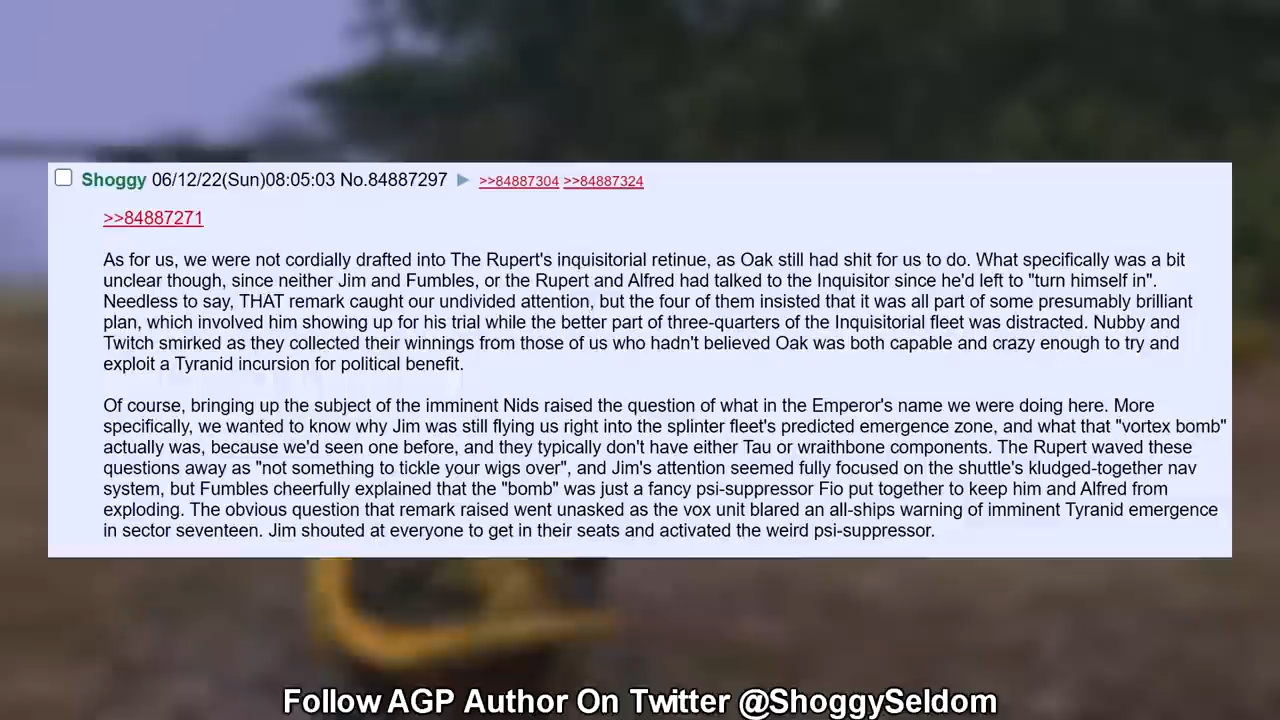 Shoggy 06/12/22(Sun)08:05:03 No.84887297 ▶ >>84887304 >>84887324
>>84887271
As for us, we were not cordially drafted into The Rupert's inquisitorial retinue, as Oak still had shit for us to do. What specifically was a bit
unclear though, since neither Jim and Fumbles, or the Rupert and Alfred had talked to the Inquisitor since he'd left to "turn himself in".
Needless to say, THAT remark caught our undivided attention, but the four of them insisted that it was all part of some presumably brilliant
plan, which involved him showing up for his trial while the better part of three-quarters of the Inquisitorial fleet was distracted. Nubby and
Twitch smirked as they collected their winnings from those of us who hadn't believed Oak was both capable and crazy enough to try and
exploit a Tyranid incursion for political benefit.
Of course, bringing up the subject of the imminent Nids raised the question of what in the Emperor's name we were doing here. More
specifically, we wanted to know why Jim was still flying us right into the splinter fleet's predicted emergence zone, and what that "vortex bomb"
actually was, because we'd seen one before, and they typically don't have either Tau or wraithbone components. The Rupert waved these
questions away as "not something to tickle your wigs over", and Jim's attention seemed fully focused on the shuttle's kludged-together nav
system, but Fumbles cheerfully explained that the "bomb" was just a fancy psi-suppressor Fio put together to keep him and Alfred from
exploding. The obvious question that remark raised went unasked as the vox unit blared an all-ships warning of imminent Tyranid emergence
in sector seventeen. Jim shouted at everyone to get in their seats and activated the weird psi-suppressor.
Follow AGP Author On Twitter @ShoggySeldom